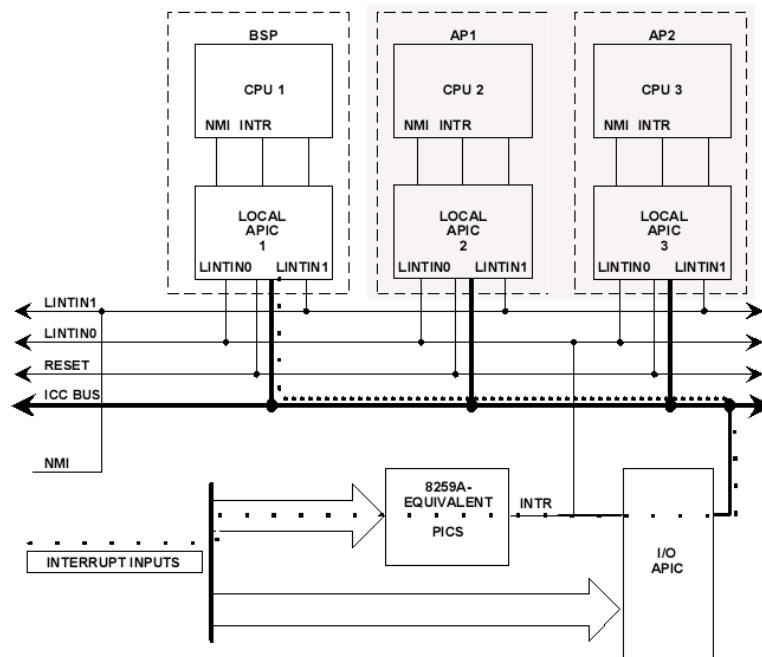 BSP
AP1
AP2
CPU 1
CPU 2
CPU 3
NMI INTR
NMI INTR
NMI INTR
LOCAL
APIC
1
LOCAL
APIC
2
LOCAL
APIC
3
LINTIN0 LINTIN1
LINTIN0 LINTIN1
LINTIN0 LINTIN1
LINTIN1
LINTIN0
RESET
ICC BUS
NMI
8259A-
EQUIVALENT
PICS
INTR
I/O
APIC
INTERRUPT INPUTS